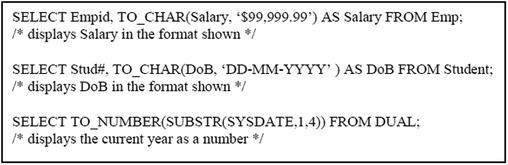 SELECT Empid, TO_CHAR(Salary, ‘$99,999.99’) AS Salary FROM Emp;
/* displays Salary in the format shown */
SELECT Stud#, TO_CHAR(DoB, ‘DD-MM-YYYY’ ) AS DoB FROM Student;
/* displays DoB in the format shown */
SELECT TO_NUMBER(SUBSTR(SYSDATE,1,4)) FROM DUAL;
/* displays the current year as a number */